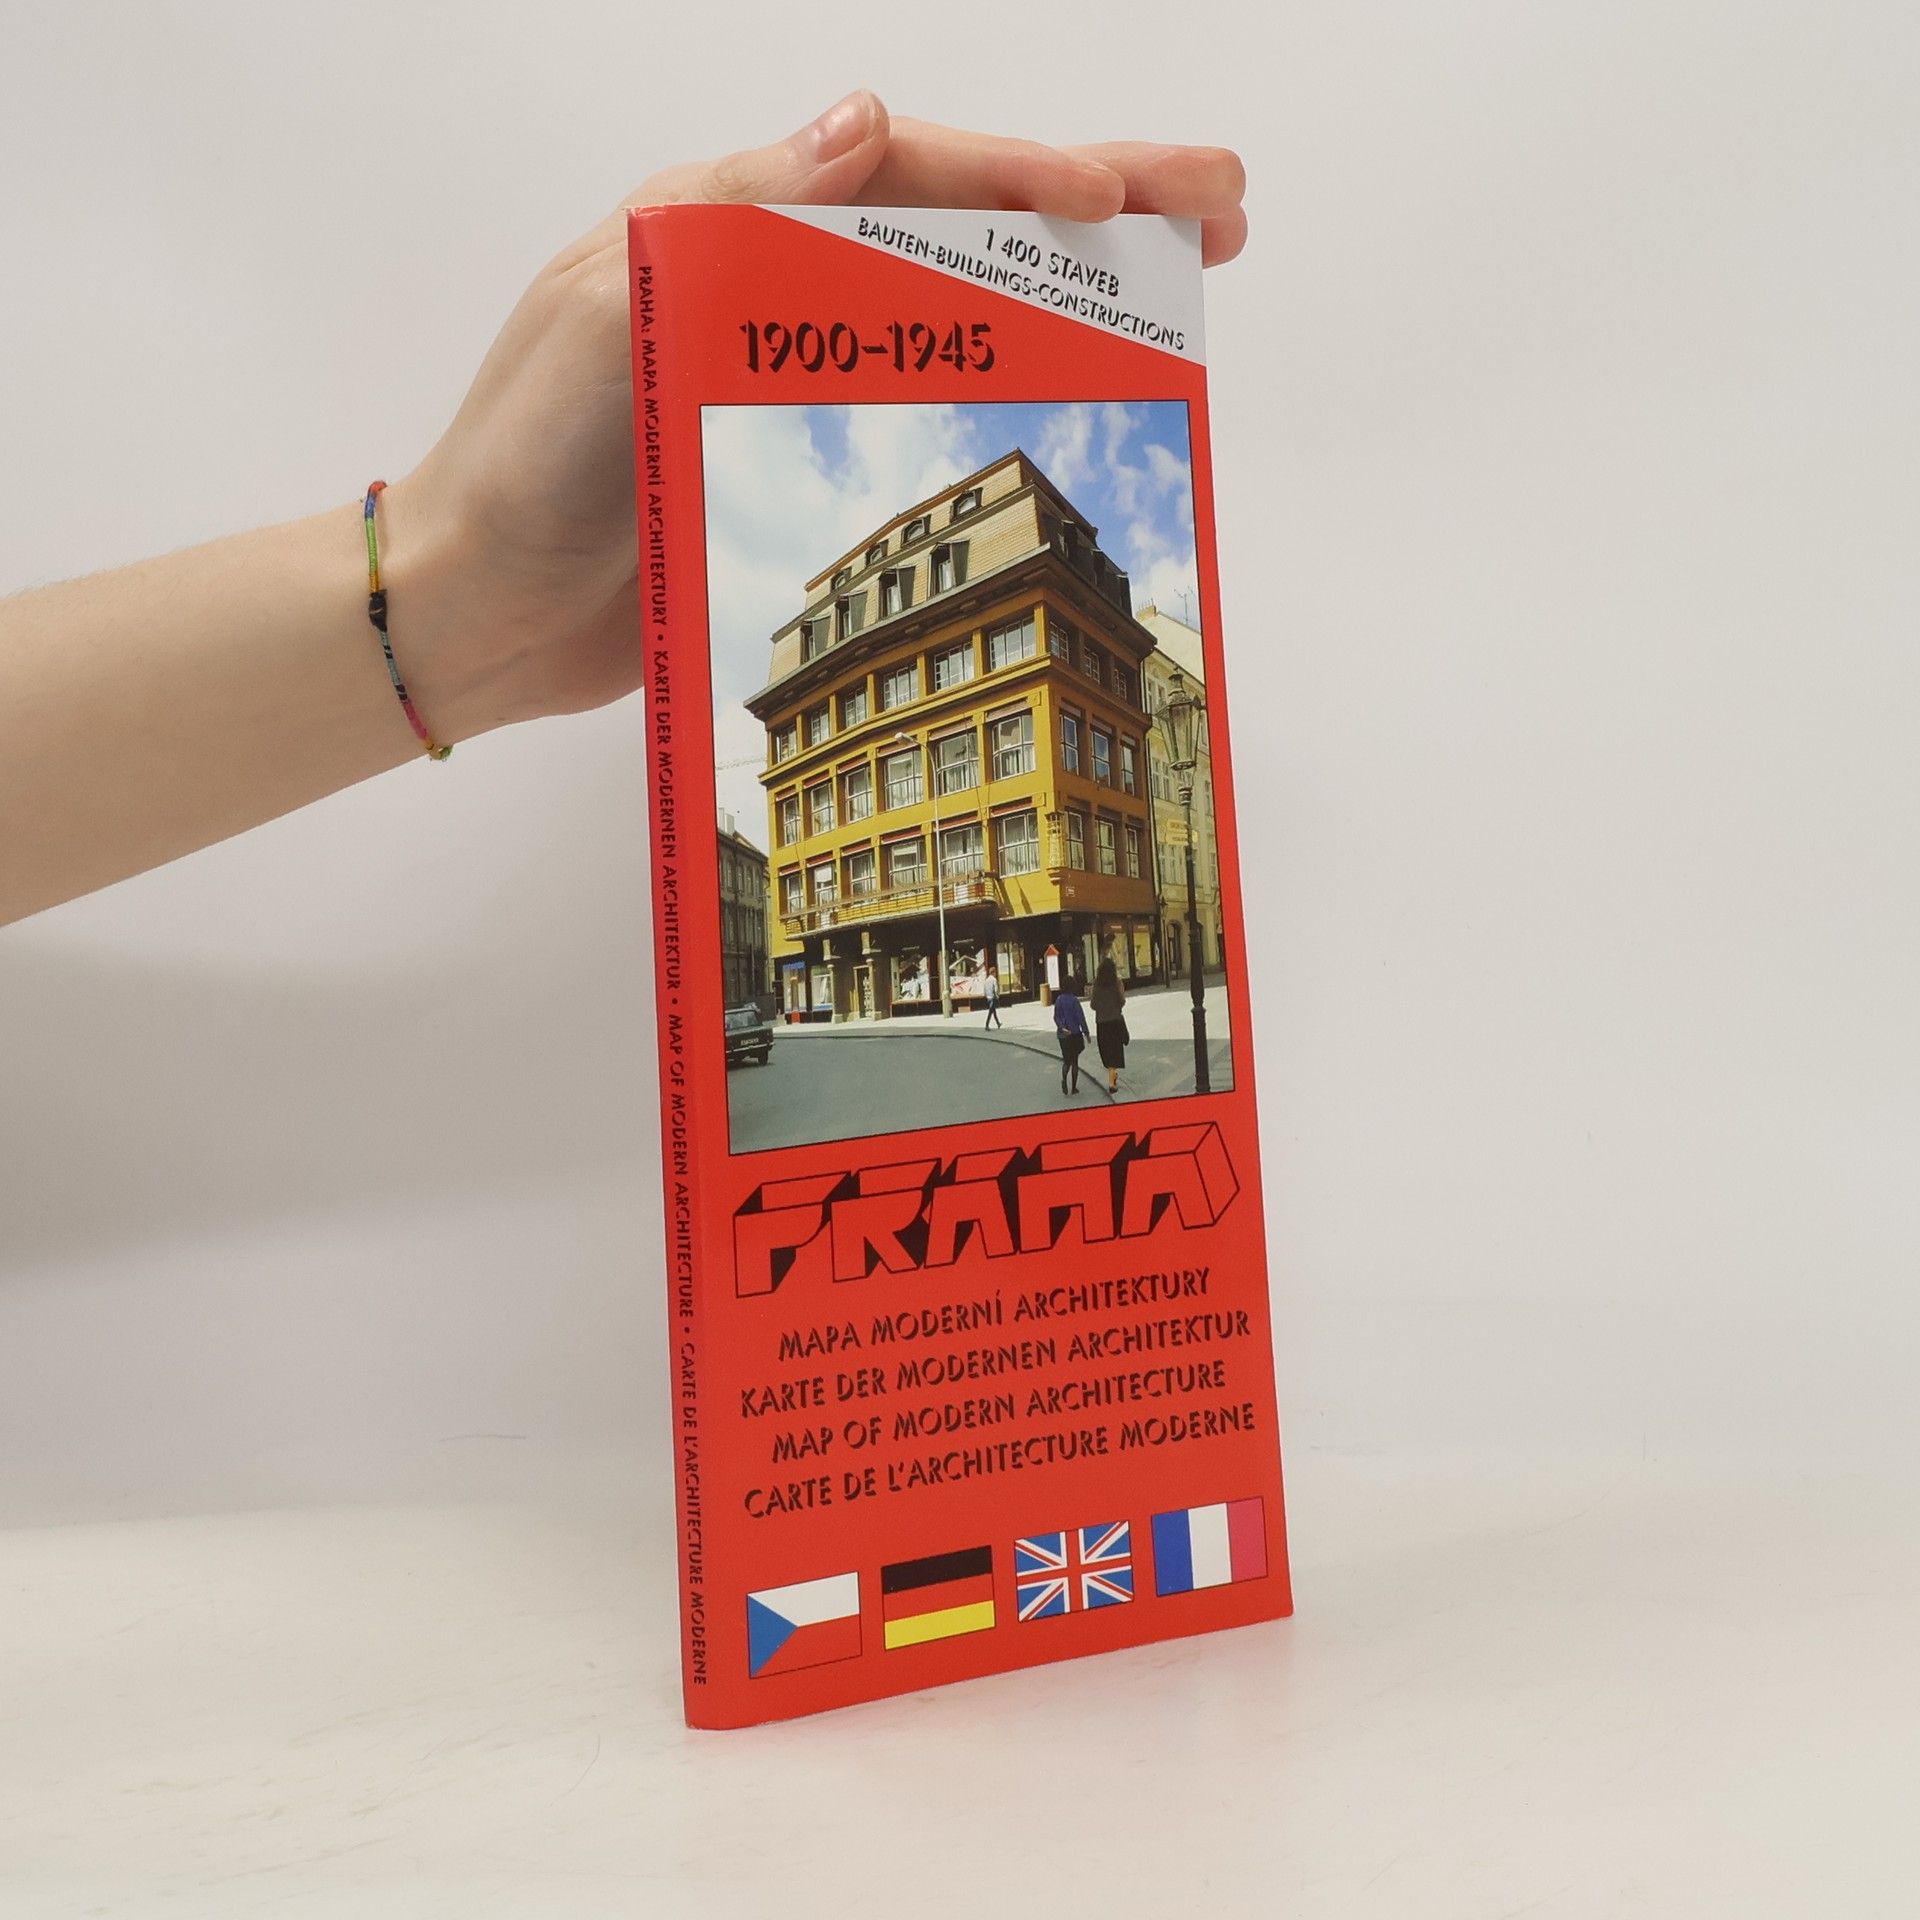 1 400 STAVEB
BAUTEN-BUILDINGS-CONSTRUCTIONS
1900-1945
PRAHA
MAPA MODERNÍ ARCHITEKTURY
KARTE DER MODERNEN ARCHITEKTUR
MAP OF MODERN ARCHITECTURE
CARTE DE L'ARCHITECTURE MODERNE
PRAHA: MAPA MODERNÍ ARCHITEKTURY • KARTE DER MODERNEN ARCHITEKTUR • MAP OF MODERN ARCHITECTURE • CARTE DE L'ARCHITECTURE MODERNE